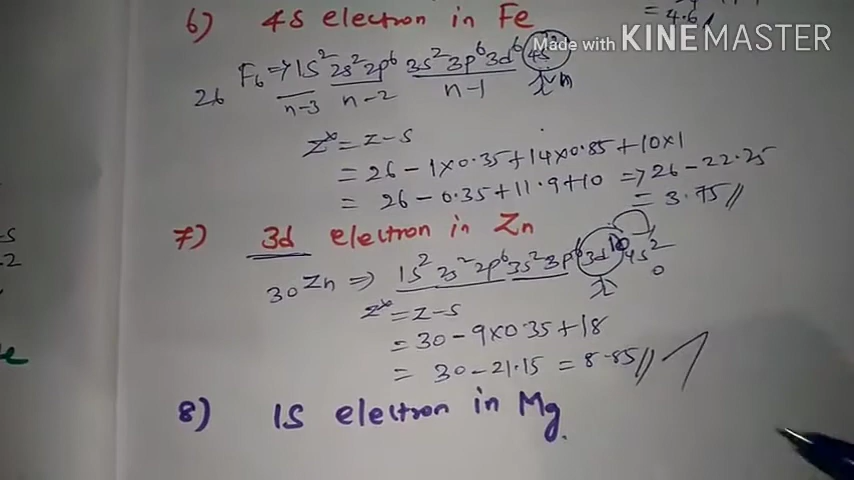 = 4.6 //
6) 4S electron in Fe
Made with KINEMASTER
26 Fe => 1S² 2S² 2p⁶ 3S² 3p⁶ 3d⁶ 4S²
n-3 n-2 n-1 n
Z* = Z - S
= 26 - 1×0.35 + 14×0.85 + 10×1
= 26 - 0.35 + 11.9 + 10 => 26 - 22.25
= 3.75 //
7) 3d electron in Zn
30 Zn => 1S² 2S² 2p⁶ 3S² 3p⁶ 3d¹⁰ 4S²
0
Z* = Z - S
= 30 - 9×0.35 + 18
= 30 - 21.15 = 8.85 //
8) 1S electron in Mg.